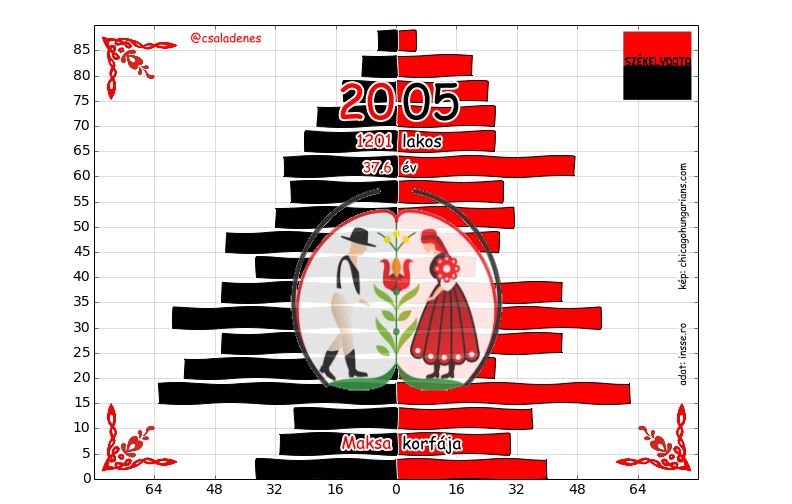 @csaladenes
SZÉKELYDATA
2005
1201 lakos
37.6 év
kép: chicagohungarians.com
adat: insse.ro
Maksa korfája
85
80
75
70
65
60
55
50
45
40
35
30
25
20
15
10
5
0
64 48 32 16 0 16 32 48 64